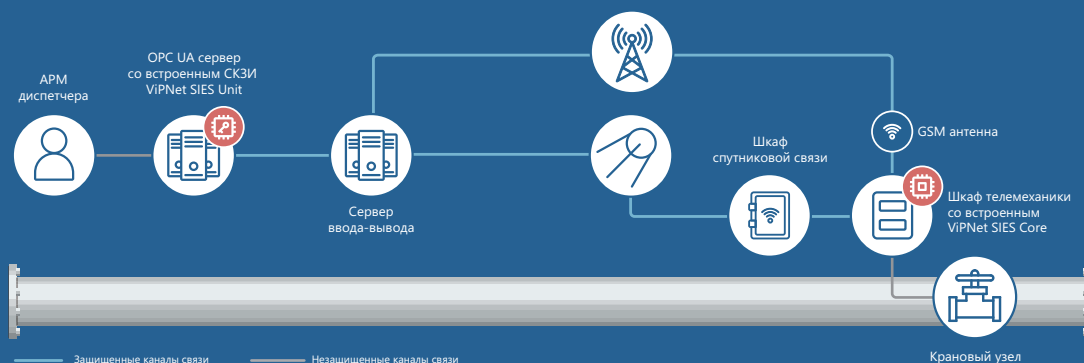 АРМ
диспетчера
OPC UA сервер
со встроенным СКЗИ
ViPNet SIES Unit
Сервер
ввода-вывода
Шкаф
спутниковой связи
GSM антенна
Шкаф телемеханики
со встроенным
ViPNet SIES Core
Крановый узел
Защищенные каналы связи
Незащищенные каналы связи